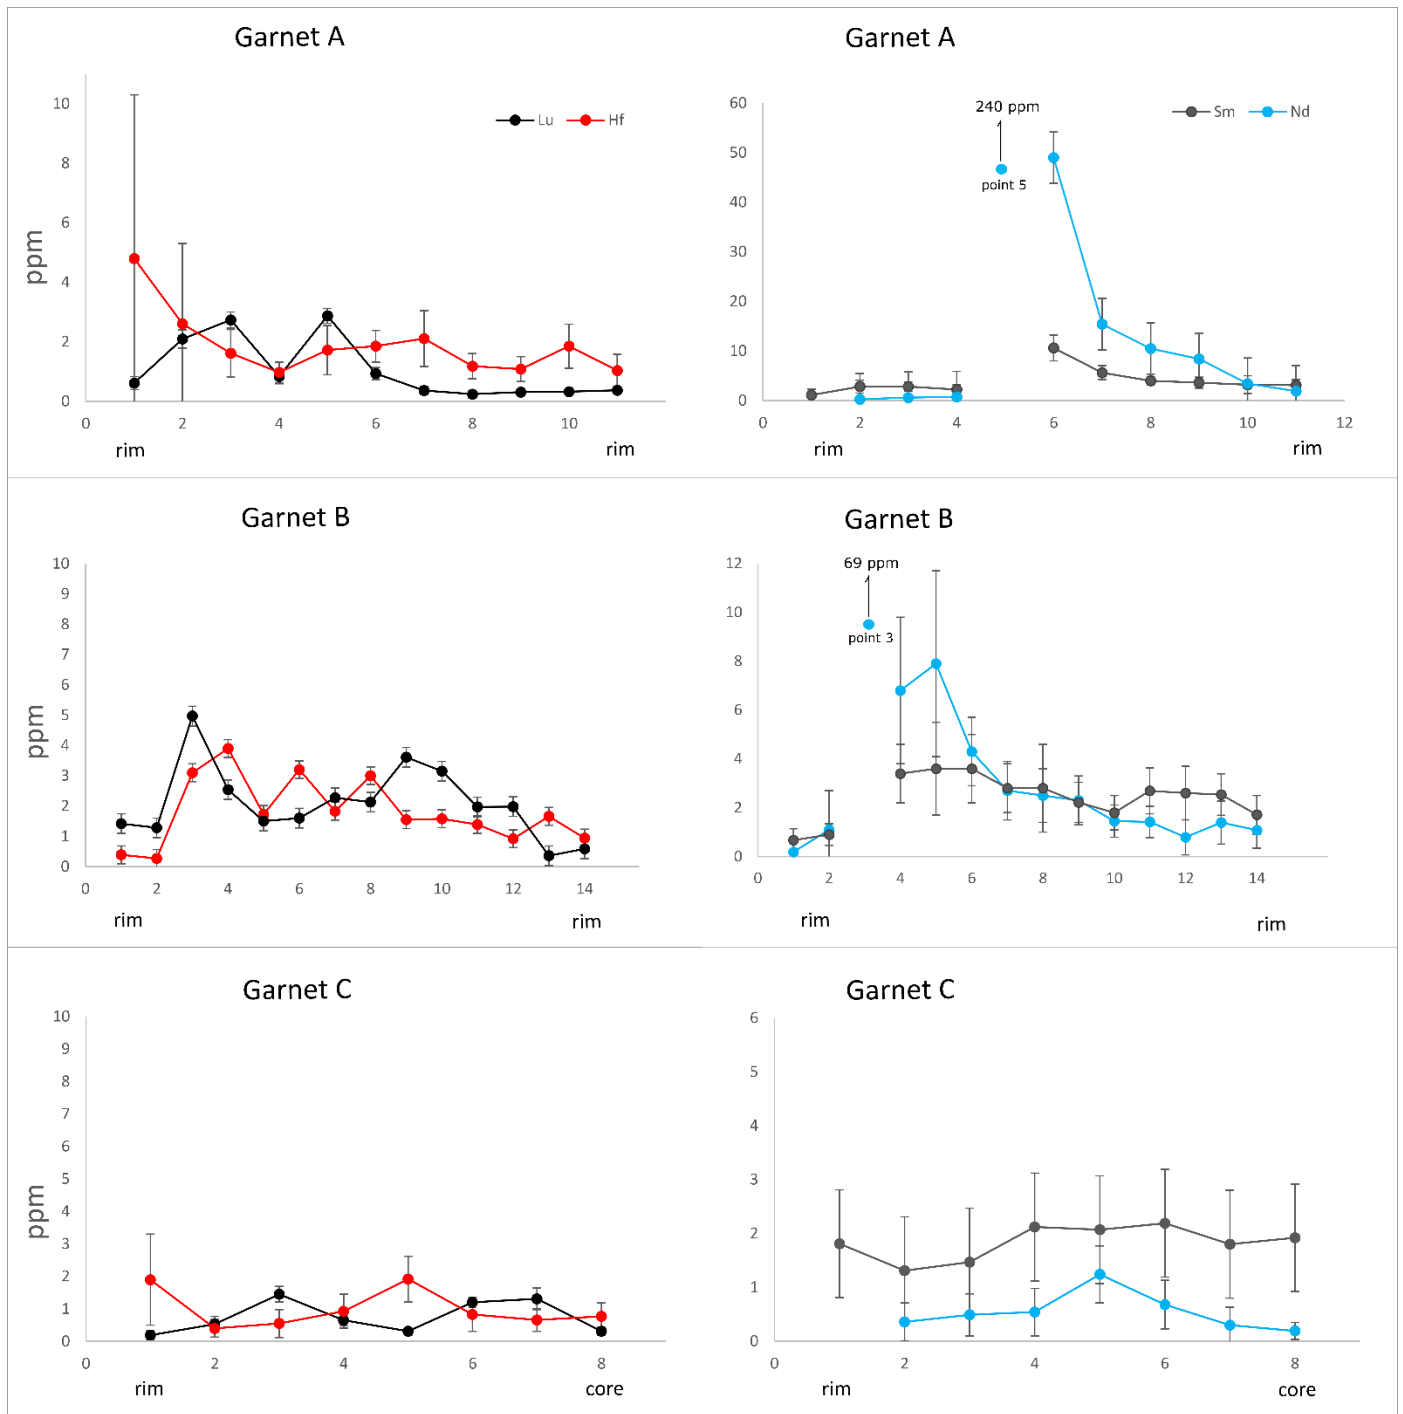 Garnet A
10
8
6
4
2
0
ppm
Lu Hf
0 2 4 6 8 10
rim rim
Garnet A
60
50
40
30
20
10
0
240 ppm
point 5
Sm Nd
0 2 4 6 8 10 12
rim rim
Garnet B
10
9
8
7
6
5
4
3
2
1
0
ppm
0 2 4 6 8 10 12 14
rim rim
Garnet B
12
10
8
6
4
2
0
69 ppm
point 3
0 2 4 6 8 10 12 14
rim rim
Garnet C
10
9
8
7
6
5
4
3
2
1
0
ppm
0 2 4 6 8
rim core
Garnet C
6
5
4
3
2
1
0
0 2 4 6 8
rim core